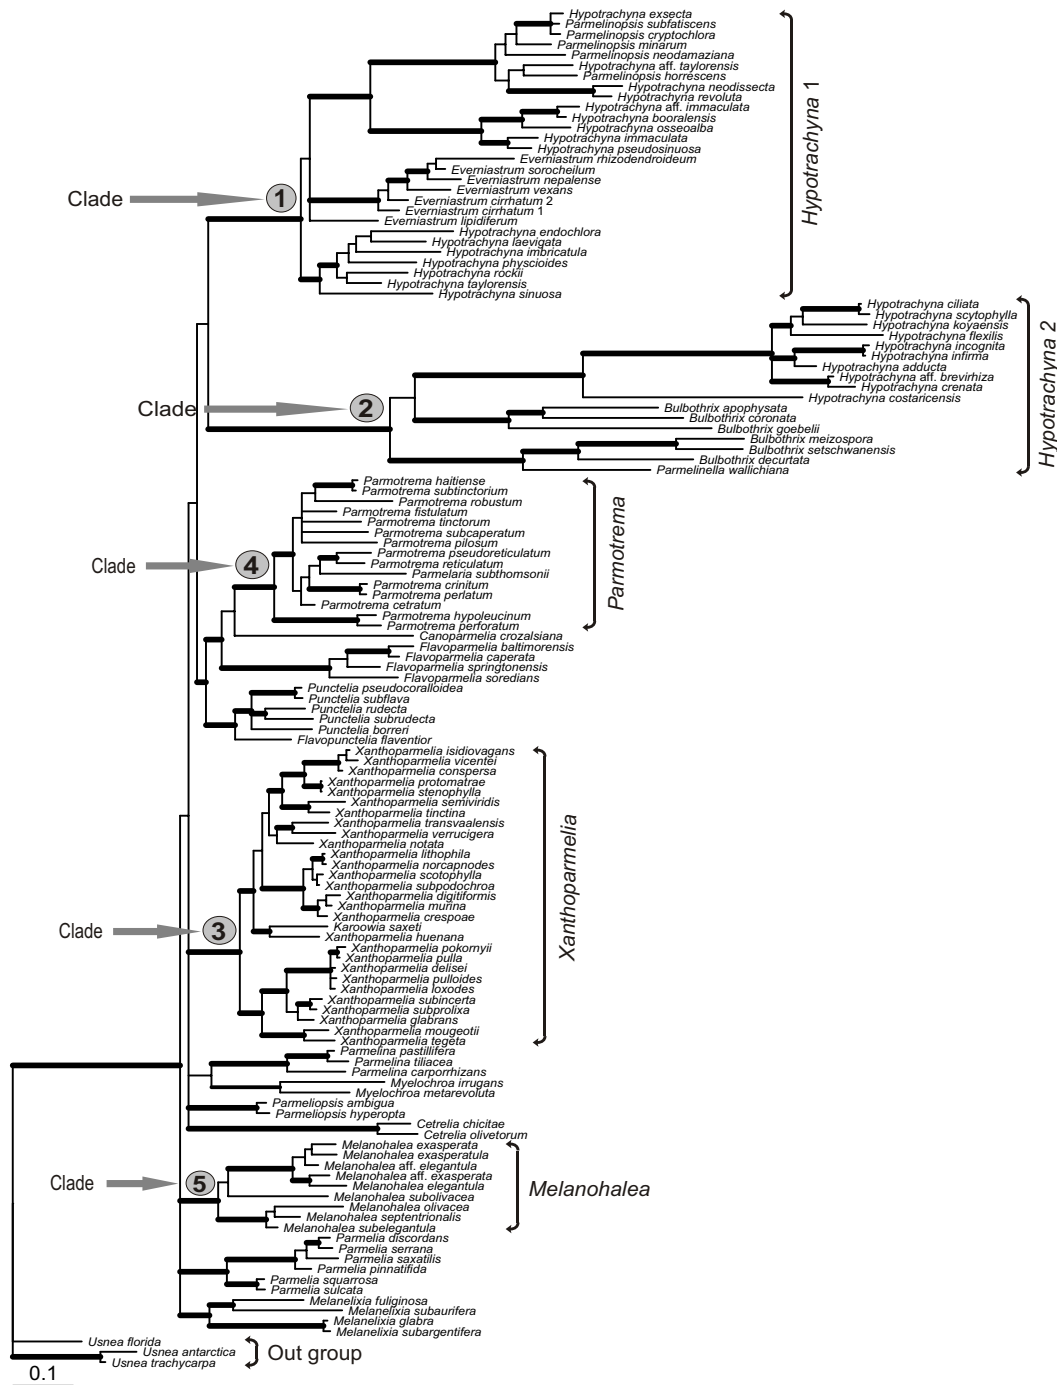 Hypotrachyna exsecta
Parmelinopsis subfatiscens
Parmelinopsis cryptochlora
Parmelinopsis minarum
Parmelinopsis neodamaziana
Hypotrachyna aff. taylorensis
Parmelinopsis horrescens
Hypotrachyna neodissecta
Hypotrachyna revoluta
Hypotrachyna aff. immaculata
Hypotrachyna booralensis
Hypotrachyna osseoalba
Hypotrachyna immaculata
Hypotrachyna pseudosinuosa
Everniastrum rhizodendroideum
Everniastrum sorocheilum
Everniastrum nepalense
Everniastrum vexans
Everniastrum cirrhatum 2
Everniastrum cirrhatum 1
Everniastrum lipidiferum
Hypotrachyna endochlora
Hypotrachyna laevigata
Hypotrachyna imbricatula
Hypotrachyna physcioides
Hypotrachyna rockii
Hypotrachyna taylorensis
Hypotrachyna sinuosa
Clade 1
Hypotrachyna 1
Hypotrachyna ciliata
Hypotrachyna scytophylla
Hypotrachyna koyaensis
Hypotrachyna flexilis
Hypotrachyna incognita
Hypotrachyna infirma
Hypotrachyna adducta
Hypotrachyna aff. brevirhiza
Hypotrachyna crenata
Hypotrachyna costaricensis
Bulbothrix apophysata
Bulbothrix coronata
Bulbothrix goebelii
Bulbothrix meizospora
Bulbothrix setschwanensis
Bulbothrix decurtata
Parmelinella wallichiana
Clade 2
Hypotrachyna 2
Parmotrema haitiense
Parmotrema subtinctorium
Parmotrema robustum
Parmotrema fistulatum
Parmotrema tinctorum
Parmotrema subcaperatum
Parmotrema pilosum
Parmotrema pseudoreticulatum
Parmotrema reticulatum
Parmelaria subthomsonii
Parmotrema crinitum
Parmotrema perlatum
Parmotrema cetratum
Parmotrema hypoleucinum
Parmotrema perforatum
Clade 4
Parmotrema
Canoparmelia crozalsiana
Flavoparmelia baltimorensis
Flavoparmelia caperata
Flavoparmelia springtonensis
Flavoparmelia soredians
Punctelia pseudocoralloidea
Punctelia subflava
Punctelia rudecta
Punctelia subrudecta
Punctelia borreri
Flavopunctelia flaventior
Xanthoparmelia isidiovagans
Xanthoparmelia vicentei
Xanthoparmelia conspersa
Xanthoparmelia protomatrae
Xanthoparmelia stenophylla
Xanthoparmelia semiviridis
Xanthoparmelia tinctina
Xanthoparmelia transvaalensis
Xanthoparmelia verrucigera
Xanthoparmelia notata
Xanthoparmelia lithophila
Xanthoparmelia norcapnodes
Xanthoparmelia scotophylla
Xanthoparmelia subpodochroa
Xanthoparmelia digitiformis
Xanthoparmelia murina
Xanthoparmelia crespoae
Karoowia saxeti
Xanthoparmelia huenana
Xanthoparmelia pokornyii
Xanthoparmelia pulla
Xanthoparmelia delisei
Xanthoparmelia pulloides
Xanthoparmelia loxodes
Xanthoparmelia subincerta
Xanthoparmelia subprolixa
Xanthoparmelia glabrans
Xanthoparmelia mougeotii
Xanthoparmelia tegeta
Clade 3
Xanthoparmelia
Parmelina pastillifera
Parmelina tiliacea
Parmelina carporrhizans
Myelochroa irrugans
Myelochroa metarevoluta
Parmeliopsis ambigua
Parmeliopsis hyperopta
Cetrelia chicitae
Cetrelia olivetorum
Melanohalea exasperata
Melanohalea exasperatula
Melanohalea aff. elegantula
Melanohalea aff. exasperata
Melanohalea elegantula
Melanohalea subolivacea
Melanohalea olivacea
Melanohalea septentrionalis
Melanohalea subelegantula
Clade 5
Melanohalea
Parmelia discordans
Parmelia serrana
Parmelia saxatilis
Parmelia pinnatifida
Parmelia squarrosa
Parmelia sulcata
Melanelixia fuliginosa
Melanelixia subaurifera
Melanelixia glabra
Melanelixia subargentifera
Usnea florida
Usnea antarctica
Usnea trachycarpa
Out group
0.1